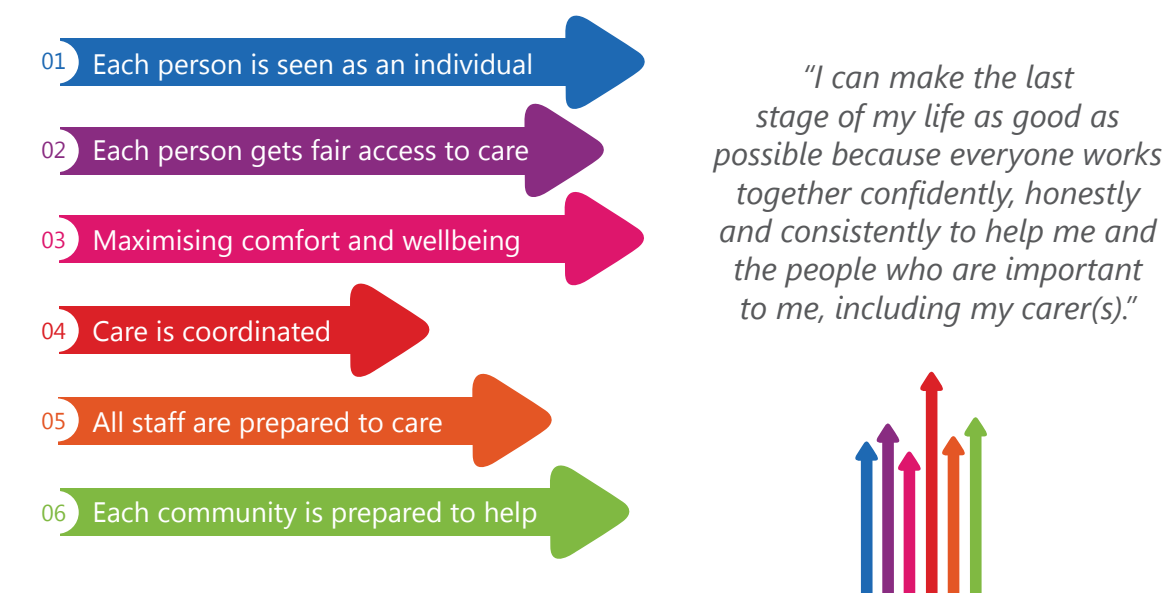 01 Each person is seen as an individual
02 Each person gets fair access to care
03 Maximising comfort and wellbeing
04 Care is coordinated
05 All staff are prepared to care
06 Each community is prepared to help
“I can make the last
stage of my life as good as
possible because everyone works
together confidently, honestly
and consistently to help me and
the people who are important
to me, including my carer(s).”